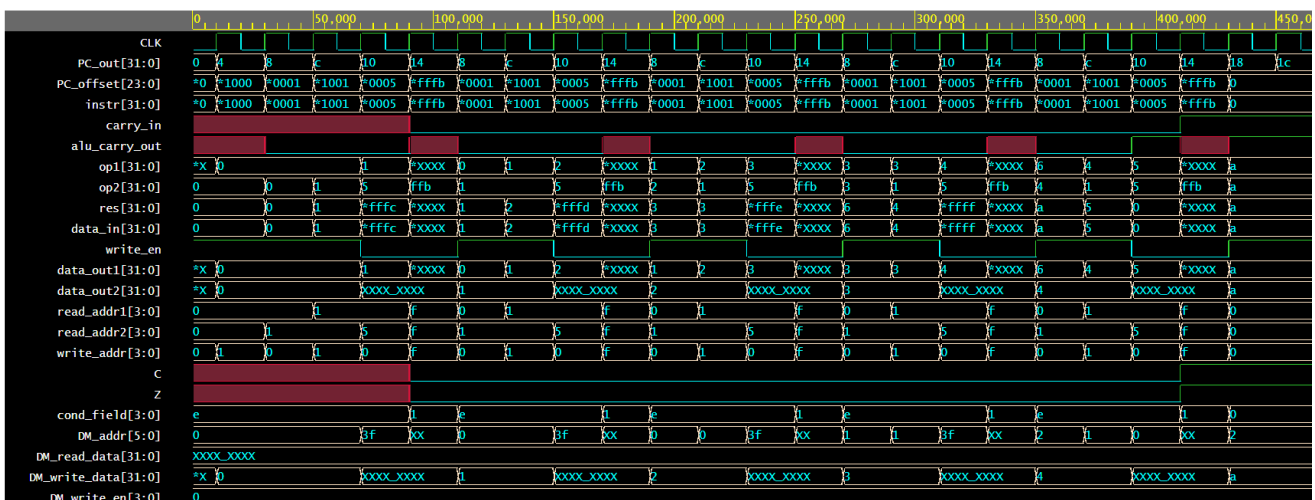 0, 50,000 100,000 150,000 200,000 250,000 300,000 350,000 400,000 450,0
CLK
PC_out[31:0] 0 4 8 c 10 14 8 c 10 14 8 c 10 14 8 c 10 14 8 c 10 14 18 1c
PC_offset[23:0] *0 *1000 *0001 *1001 *0005 *fffb *0001 *1001 *0005 *fffb *0001 *1001 *0005 *fffb *0001 *1001 *0005 *fffb *0001 *1001 *0005 *fffb 0
instr[31:0] *0 *1000 *0001 *1001 *0005 *fffb *0001 *1001 *0005 *fffb *0001 *1001 *0005 *fffb *0001 *1001 *0005 *fffb *0001 *1001 *0005 *fffb 0
carry_in
alu_carry_out
op1[31:0] *X 0 1 *XXXX 0 1 2 *XXXX 1 2 3 *XXXX 3 3 4 *XXXX 6 4 5 *XXXX a
op2[31:0] 0 0 1 5 ffb 1 5 ffb 2 1 5 ffb 3 1 5 ffb 4 1 5 ffb a
res[31:0] 0 0 1 *fffc *XXXX 1 2 *fffd *XXXX 3 3 *fffe *XXXX 6 4 *ffff *XXXX a 5 0 *XXXX a
data_in[31:0] 0 0 1 *fffc *XXXX 1 2 *fffd *XXXX 3 3 *fffe *XXXX 6 4 *ffff *XXXX a 5 0 *XXXX a
write_en
data_out1[31:0] *X 0 1 *XXXX 0 1 2 *XXXX 1 2 3 *XXXX 3 3 4 *XXXX 6 4 5 *XXXX a
data_out2[31:0] *X 0 XXXX_XXXX 1 XXXX_XXXX 2 XXXX_XXXX 3 XXXX_XXXX 4 XXXX_XXXX a
read_addr1[3:0] 0 1 f 0 1 f 0 1 f 0 1 f 0 1 f 0
read_addr2[3:0] 0 1 5 f 1 5 f 1 5 f 1 5 f 1 5 f 0
write_addr[3:0] 0 1 0 1 0 f 0 1 0 f 0 1 0 f 0 1 0 f 0 1 0 f 0
C
Z
cond_field[3:0] e 1 e 1 e 1 e 1 e 1 0
DM_addr[5:0] 0 3f XX 0 3f XX 0 0 3f XX 1 1 3f XX 2 1 0 XX 2
DM_read_data[31:0] XXXX_XXXX
DM_write_data[31:0] *X 0 XXXX_XXXX 1 XXXX_XXXX 2 XXXX_XXXX 3 XXXX_XXXX 4 XXXX_XXXX a
DM_write_en[3:0] 0